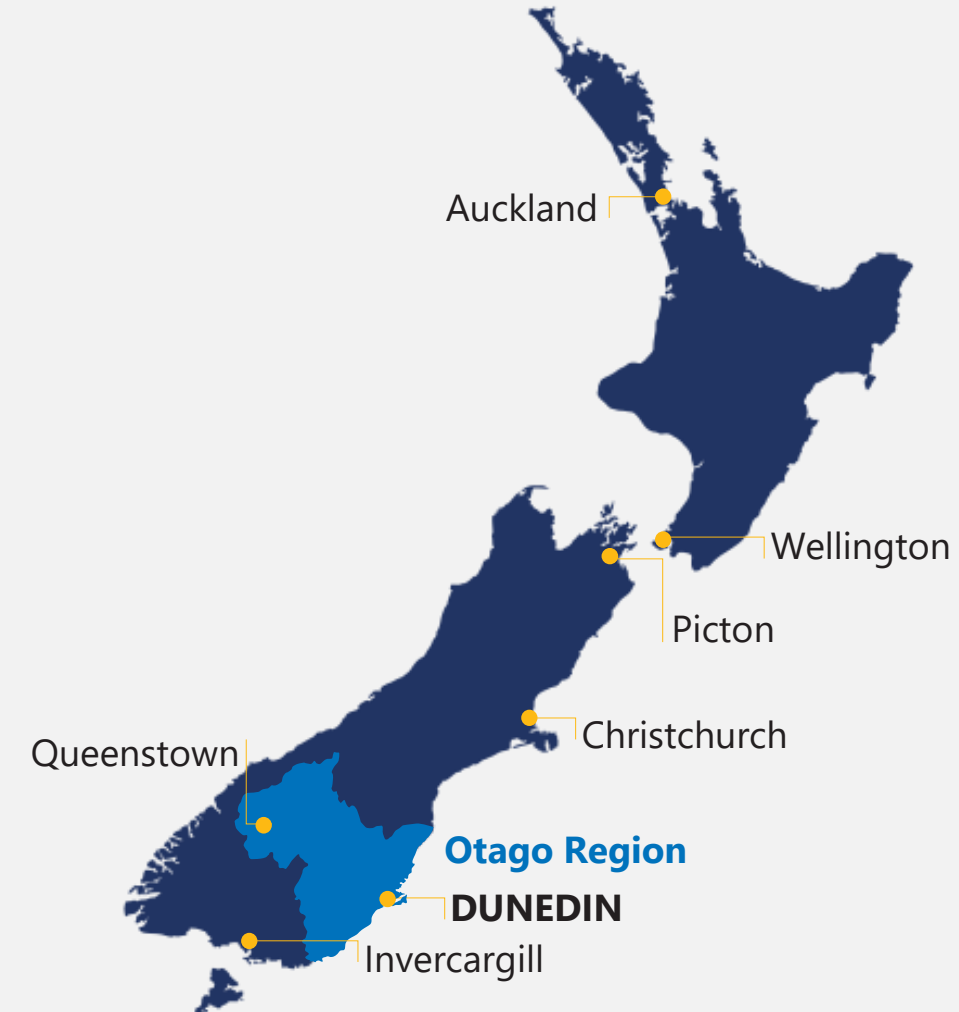 Auckland
Wellington
Picton
Christchurch
Queenstown
Otago Region
DUNEDIN
Invercargill